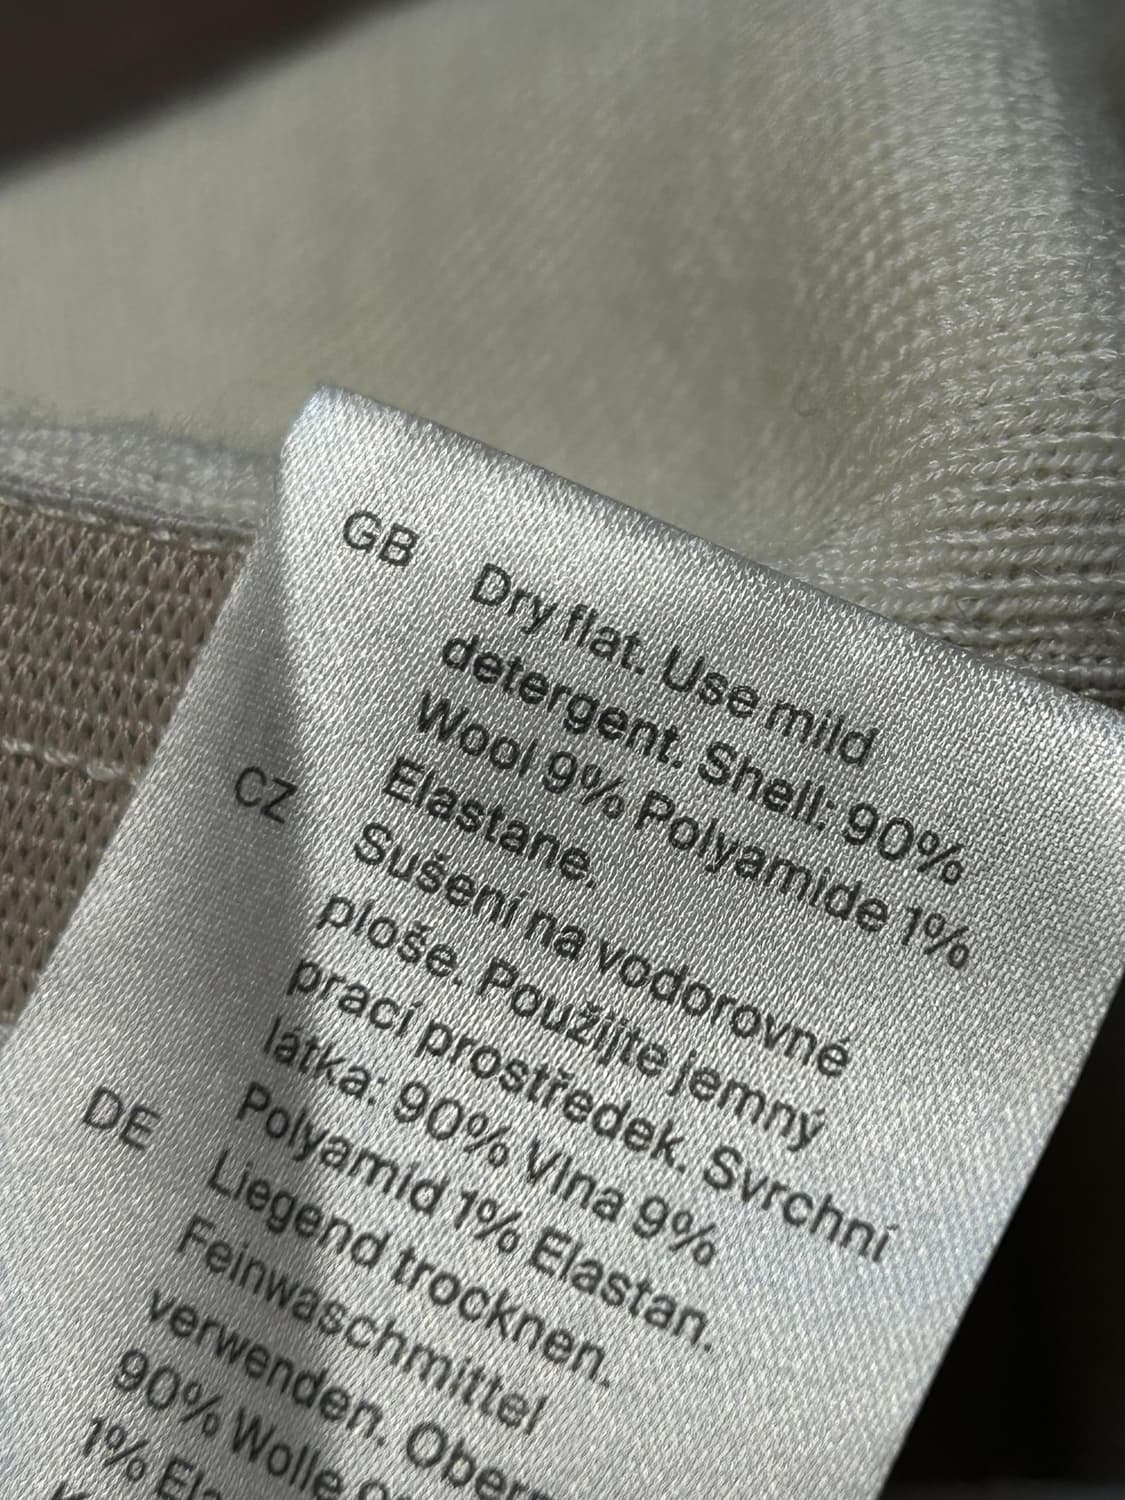 GB Dry flat. Use mild
detergent. Shell: 90%
Wool 9% Polyamide 1%
Elastane.
CZ Sušení na vodorovné
ploše. Použijte jemný
prací prostředek. Svrchní
látka: 90% Vlna 9%
Polyamid 1% Elastan.
DE Liegend trocknen.
Feinwaschmittel
verwenden.
90% Wolle
1%